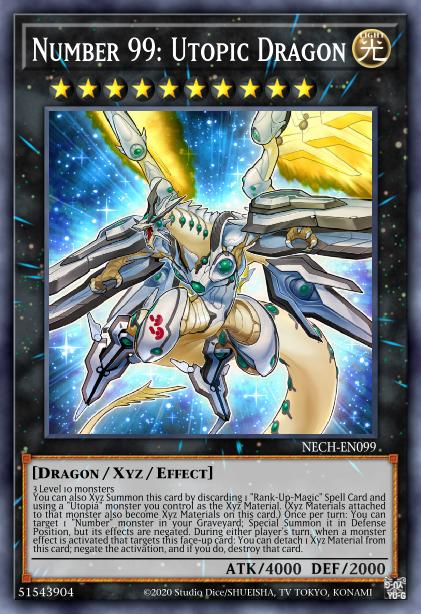 NUMBER 99: UTOPIC DRAGON
LIGHT
光
NECH-EN099
[DRAGON / XYZ / EFFECT]
3 Level 10 monsters
You can also Xyz Summon this card by discarding 1 "Rank-Up-Magic" Spell Card and
using a "Utopia" monster you control as the Xyz Material. (Xyz Materials attached
to that monster also become Xyz Materials on this card.) Once per turn: You can
target 1 "Number" monster in your Graveyard; Special Summon it in Defense
Position, but its effects are negated. During either player's turn, when a monster
effect is activated that targets this face-up card: You can detach 1 Xyz Material from
this card; negate the activation, and if you do, destroy that card.
ATK/4000 DEF/2000
51543904
©2020 Studio Dice/SHUEISHA, TV TOKYO, KONAMI